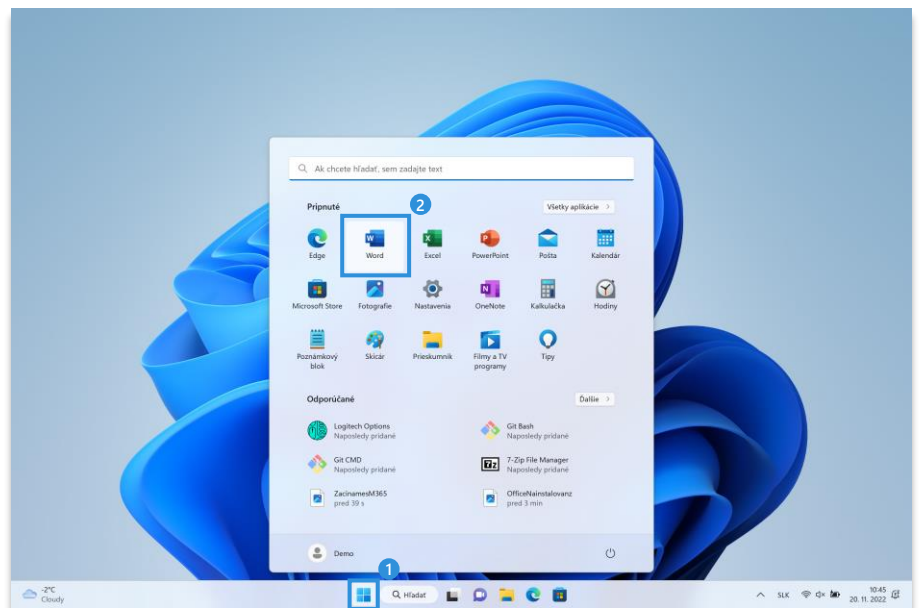 Ak chcete hľadať, sem zadajte text
2
Pripnuté
Všetky aplikácie >
Edge
Word
Excel
PowerPoint
Pošta
Kalendár
Microsoft Store
Fotografie
Nastavenia
OneNote
Kalkulačka
Hodiny
Poznámkový
blok
Skicár
Prieskumník
Filmy a TV
programy
Tipy
Odporúčané
Ďalšie >
Logitech Options
Naposledy pridané
Git Bash
Naposledy pridané
Git CMD
Naposledy pridané
7-Zip File Manager
Naposledy pridané
ZacinamesM365
pred 39 s
OfficeNainstalovanz
pred 3 min
Demo
1
-2°C
Cloudy
Hľadať
SLK
10:45
20. 11. 2022